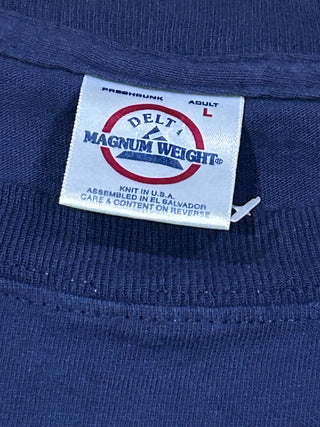 PRESHRUNK ADULT
L
DELTA
MAGNUM WEIGHT®
KNIT IN U.S.A.
ASSEMBLED IN EL SALVADOR
CARE & CONTENT ON REVERSE